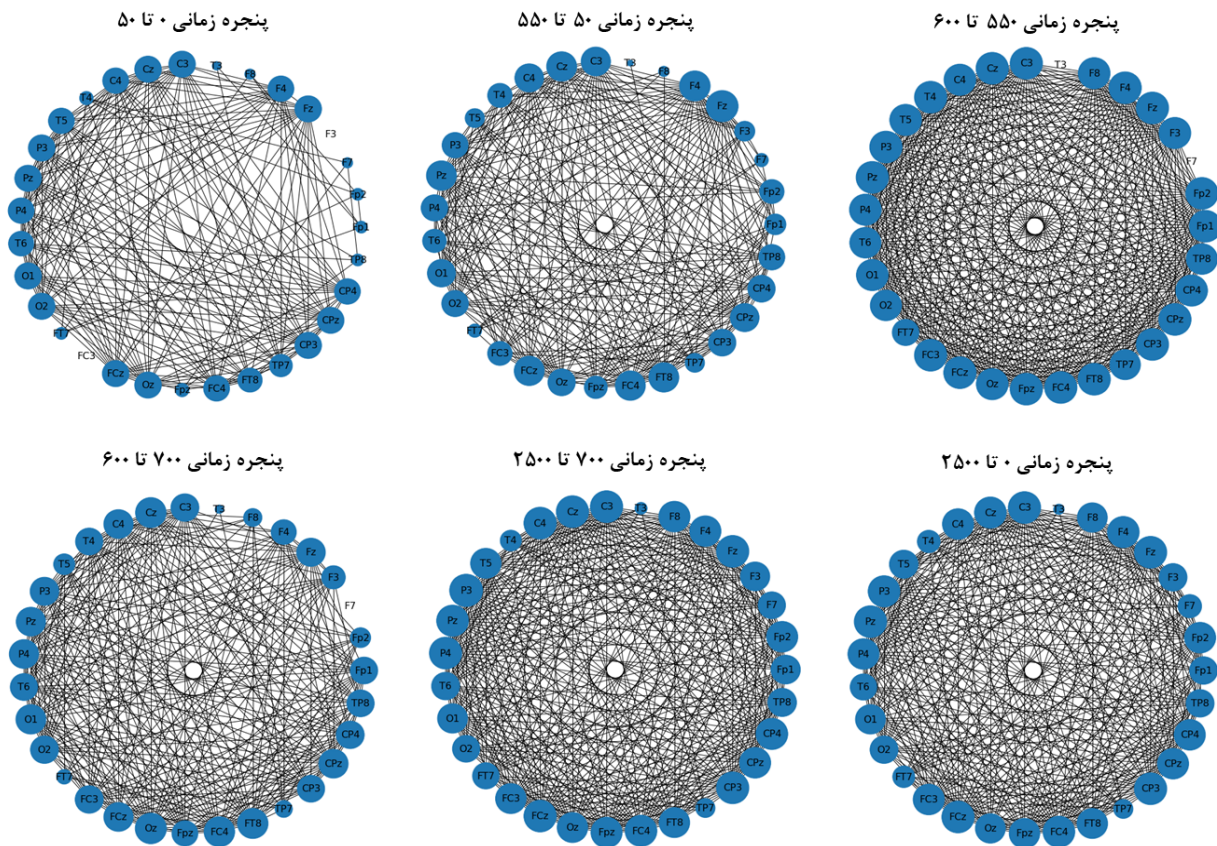 پنجره زمانی ۰ تا ۵۰
Fp1 Fp2 F7 F3 Fz F4 F8 T3 C3 Cz C4 T4 T5 P3 Pz P4 T6 O1 O2 FT7 FC3 FCz Oz Fpz FC4 FT8 TP7 CP3 CPz CP4 TP8
پنجره زمانی ۵۰ تا ۵۵۰
Fp1 Fp2 F7 F3 Fz F4 F8 T3 C3 Cz C4 T4 T5 P3 Pz P4 T6 O1 O2 FT7 FC3 FCz Oz Fpz FC4 FT8 TP7 CP3 CPz CP4 TP8
پنجره زمانی ۵۵۰ تا ۶۰۰
Fp1 Fp2 F7 F3 Fz F4 F8 T3 C3 Cz C4 T4 T5 P3 Pz P4 T6 O1 O2 FT7 FC3 FCz Oz Fpz FC4 FT8 TP7 CP3 CPz CP4 TP8
پنجره زمانی ۷۰۰ تا ۶۰۰
Fp1 Fp2 F7 F3 Fz F4 F8 T3 C3 Cz C4 T4 T5 P3 Pz P4 T6 O1 O2 FT7 FC3 FCz Oz Fpz FC4 FT8 TP7 CP3 CPz CP4 TP8
پنجره زمانی ۷۰۰ تا ۲۵۰۰
Fp1 Fp2 F7 F3 Fz F4 F8 T3 C3 Cz C4 T4 T5 P3 Pz P4 T6 O1 O2 FT7 FC3 FCz Oz Fpz FC4 FT8 TP7 CP3 CPz CP4 TP8
پنجره زمانی ۰ تا ۲۵۰۰
Fp1 Fp2 F7 F3 Fz F4 F8 T3 C3 Cz C4 T4 T5 P3 Pz P4 T6 O1 O2 FT7 FC3 FCz Oz Fpz FC4 FT8 TP7 CP3 CPz CP4 TP8